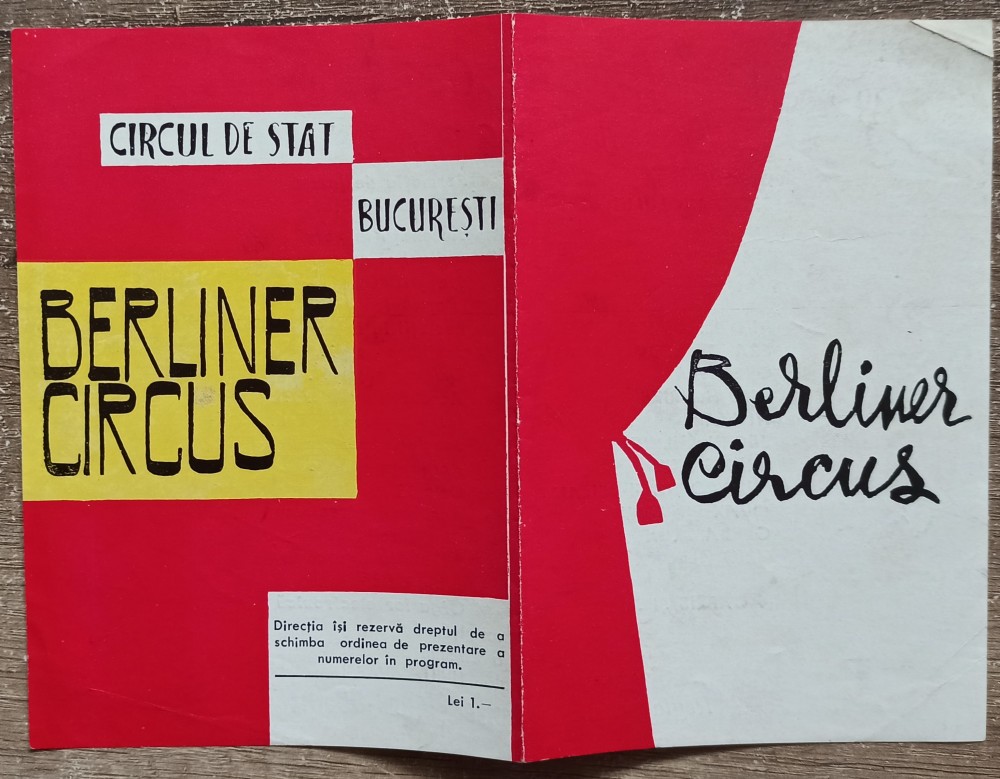 CIRCUL DE STAT
BUCUREȘTI
BERLINER
CIRCUS
Direcția își rezervă dreptul de a
schimba ordinea de prezentare a
numerelor în program.
Lei 1.—
Berliner
Circus